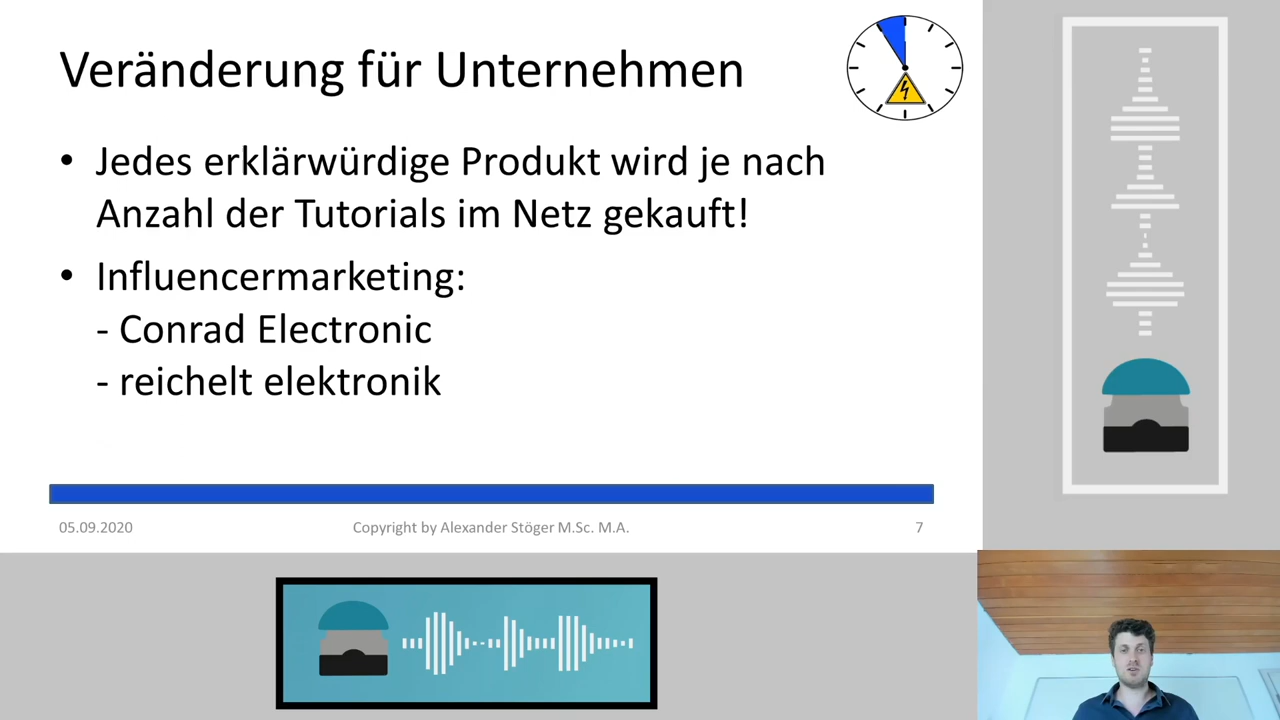 Veränderung für Unternehmen
• Jedes erklärwürdige Produkt wird je nach
Anzahl der Tutorials im Netz gekauft!
• Influencermarketing:
- Conrad Electronic
- reichelt elektronik
05.09.2020
Copyright by Alexander Stöger M.Sc. M.A.
7